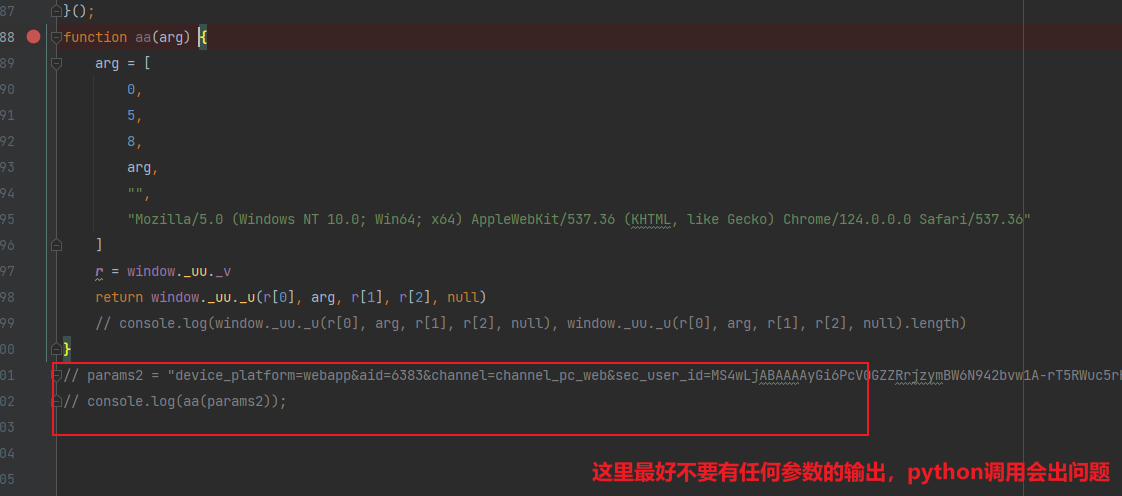 87 }();
88 function aa(arg) {
89 arg = [
90 0,
91 5,
92 8,
93 arg,
94 "",
95 "Mozilla/5.0 (Windows NT 10.0; Win64; x64) AppleWebKit/537.36 (KHTML, like Gecko) Chrome/124.0.0.0 Safari/537.36"
96 ]
97 r = window._uu._v
98 return window._uu._u(r[0], arg, r[1], r[2], null)
99 // console.log(window._uu._u(r[0], arg, r[1], r[2], null), window._uu._u(r[0], arg, r[1], r[2], null).length)
00 }
01 // params2 = "device_platform=webapp&aid=6383&channel=channel_pc_web&sec_user_id=MS4wLjABAAAAyGi6PcV0GZZRrjzymBW6N942bvw1A-rT5RWuc5r
02 // console.log(aa(params2));
03
04
05
这里最好不要有任何参数的输出，python调用会出问题